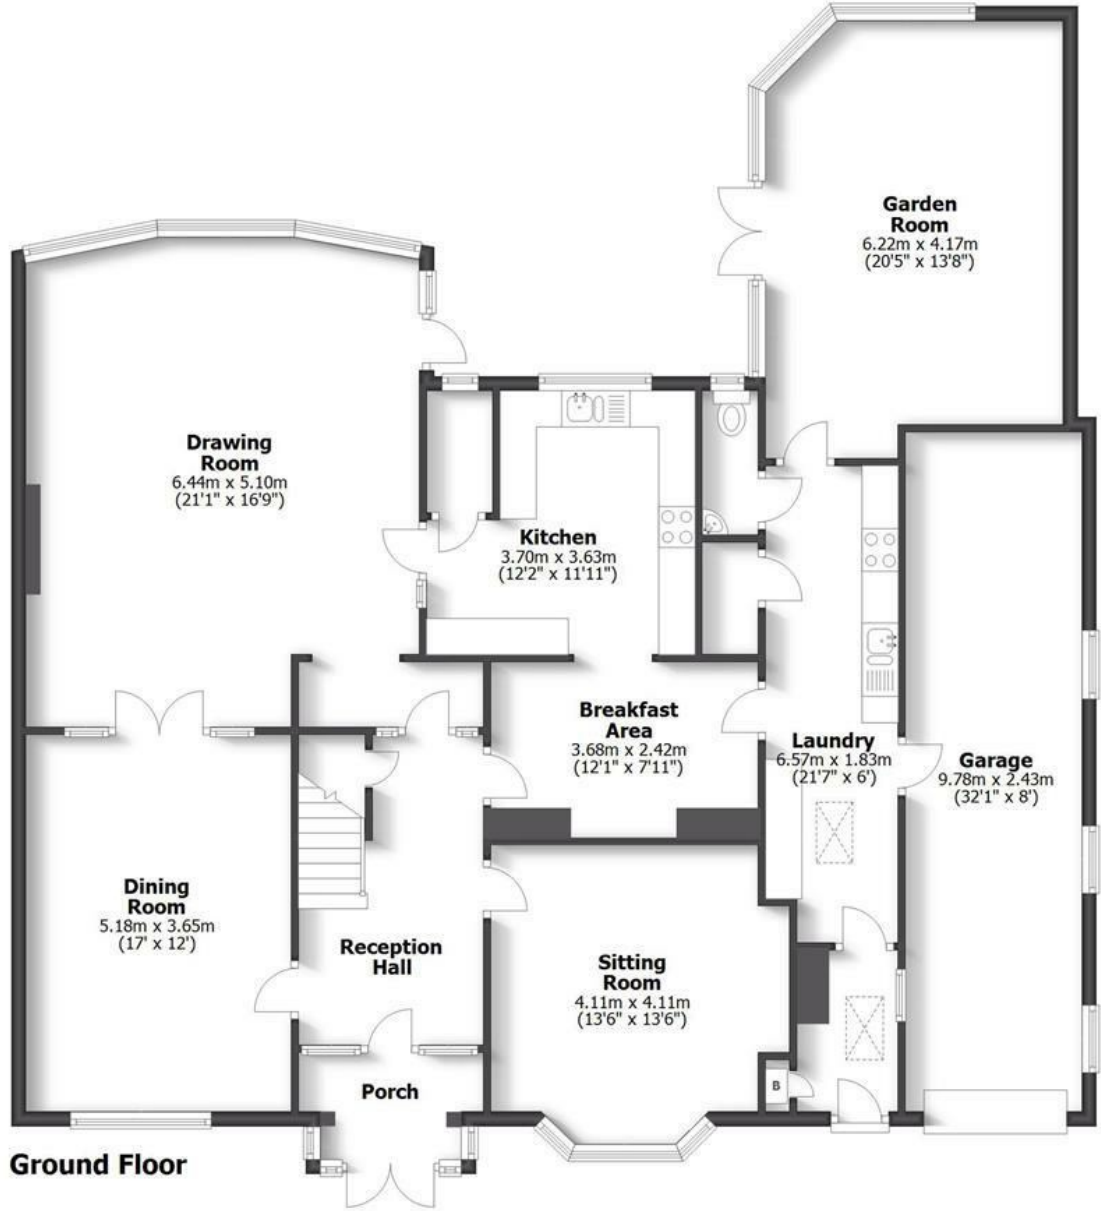 Garden
Room
6.22m x 4.17m
(20'5" x 13'8")
Drawing
Room
6.44m x 5.10m
(21'1" x 16'9")
Kitchen
3.70m x 3.63m
(12'2" x 11'11")
Breakfast
Area
3.68m x 2.42m
(12'1" x 7'11")
Laundry
6.57m x 1.83m
(21'7" x 6')
Garage
9.78m x 2.43m
(32'1" x 8')
Dining
Room
5.18m x 3.65m
(17' x 12')
Reception
Hall
Sitting
Room
4.11m x 4.11m
(13'6" x 13'6")
Porch
B
Ground Floor